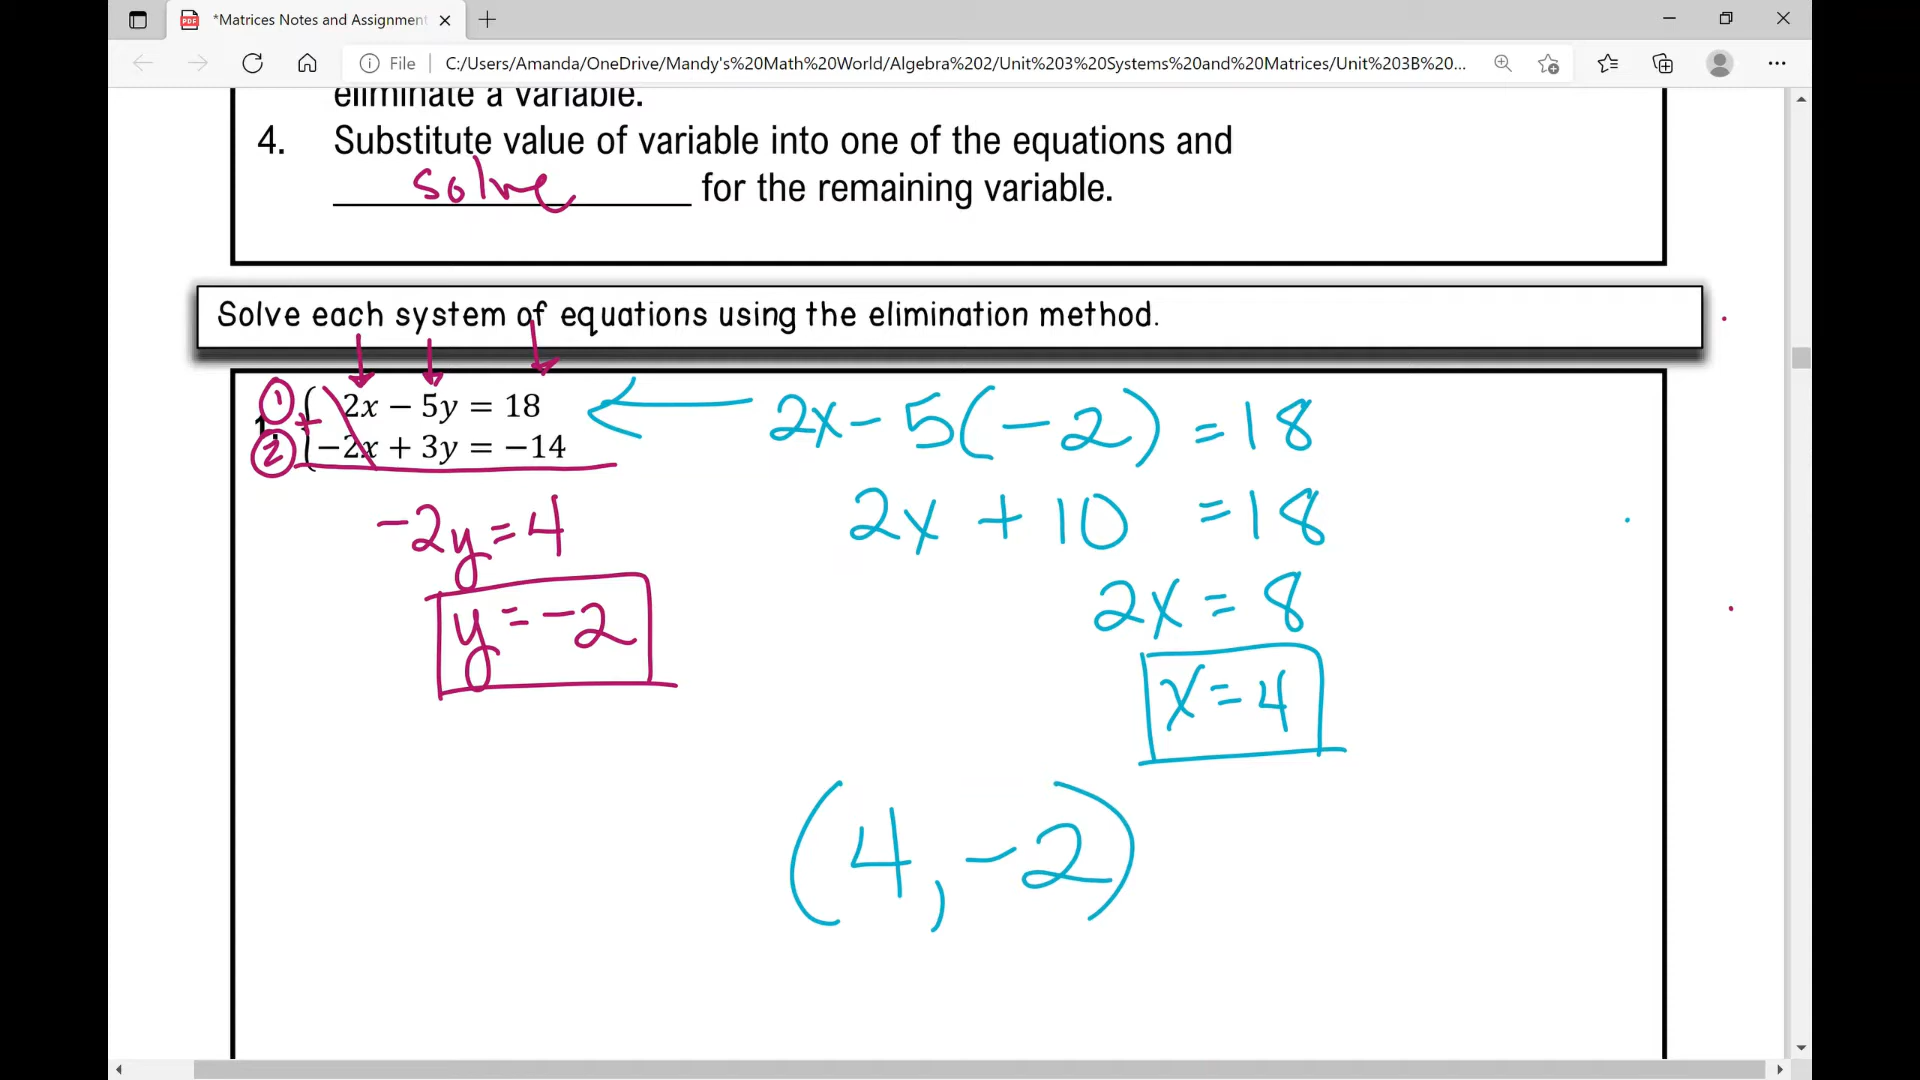 *Matrices Notes and Assignment
File C:/Users/Amanda/OneDrive/Mandy's%20Math%20World/Algebra%202/Unit%203%20Systems%20and%20Matrices/Unit%203B%20...
eliminate a variable.
4. Substitute value of variable into one of the equations and
solve for the remaining variable.
Solve each system of equations using the elimination method.
① 2x − 5y = 18
+
② −2x + 3y = −14
-2y = 4
y = -2
2x - 5(-2) = 18
2x + 10 = 18
2x = 8
x = 4
(4, -2)